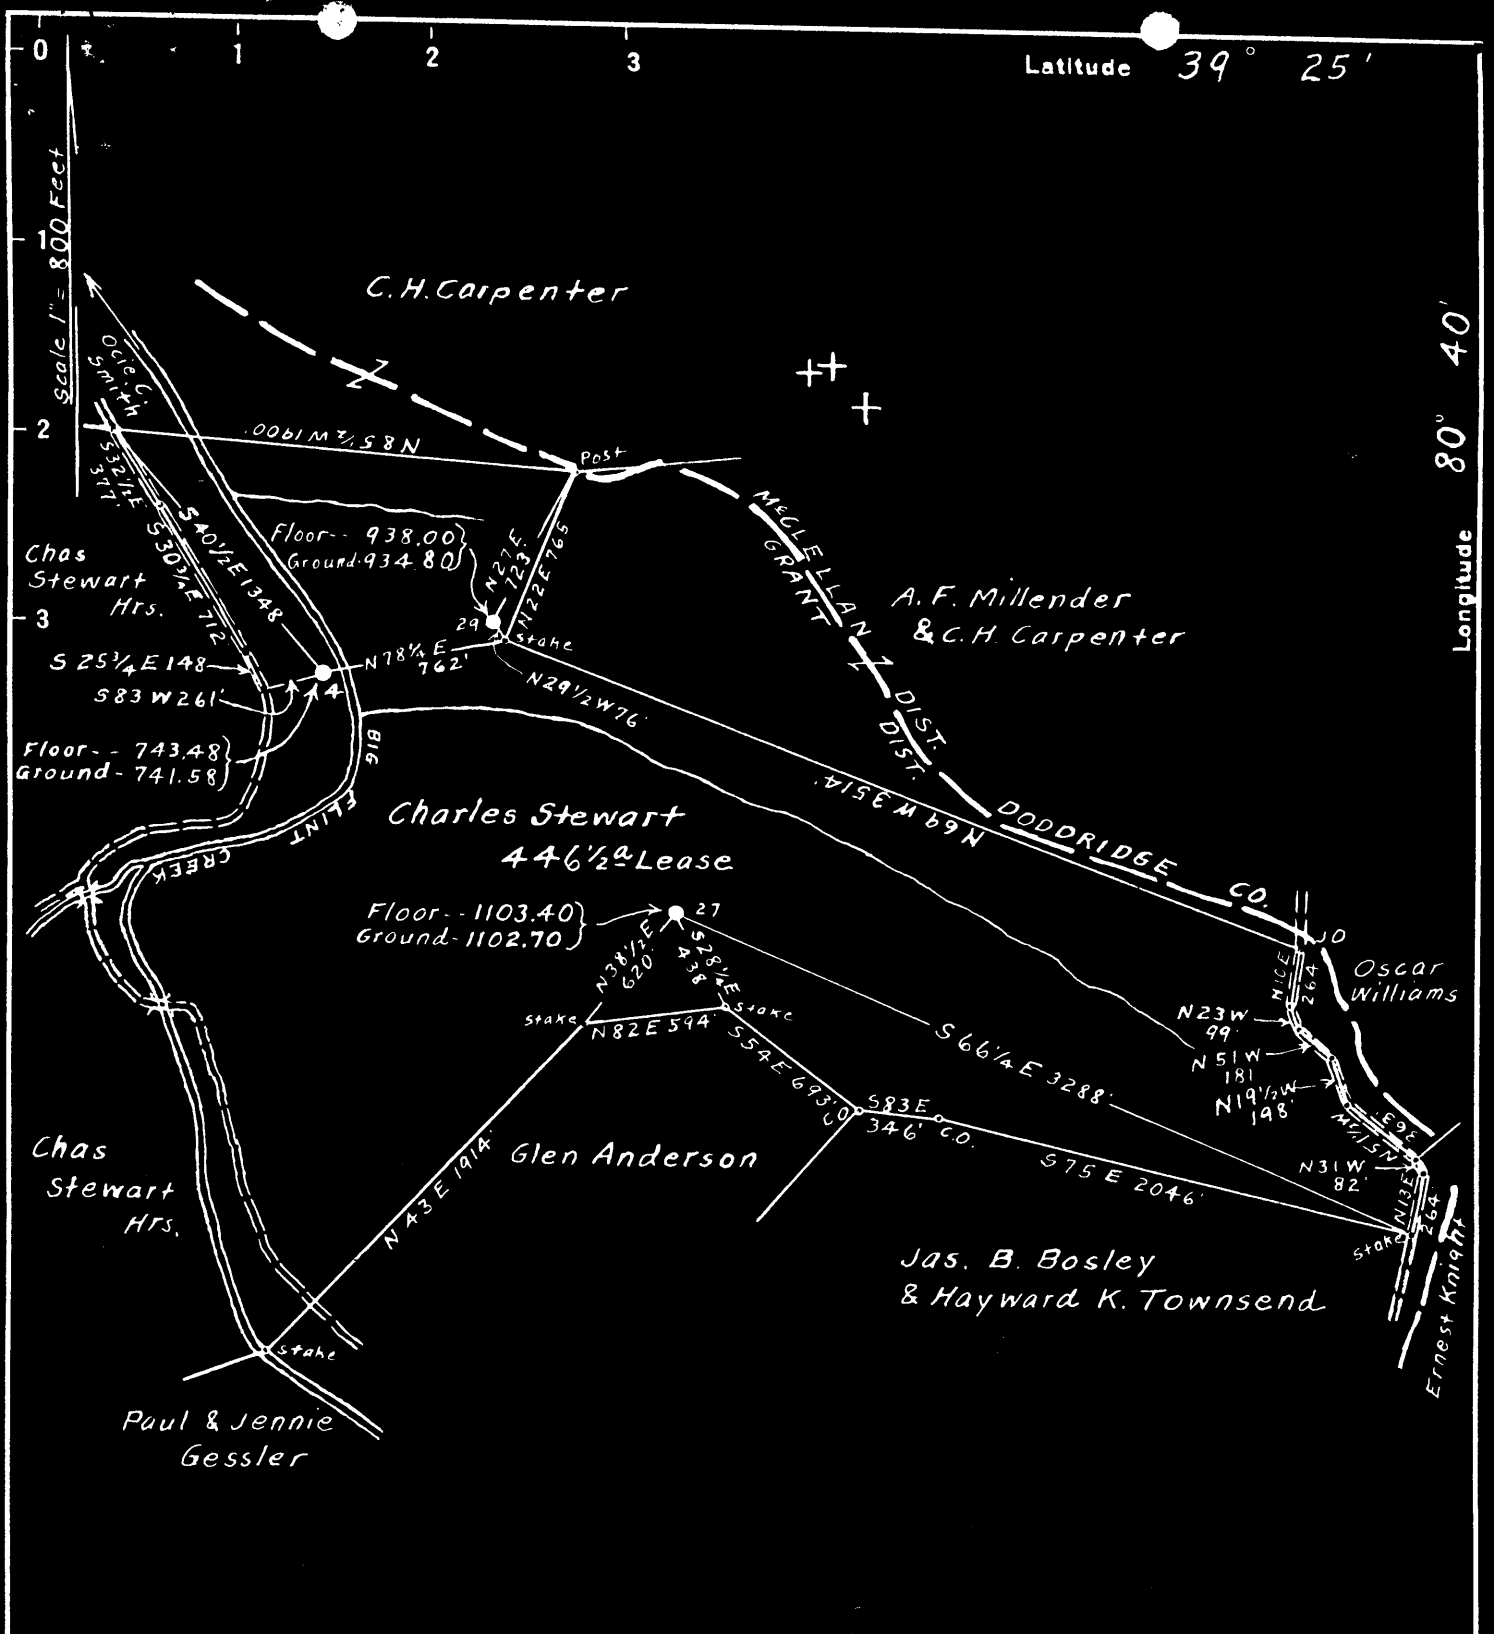 0
1
2
3
Latitude 39° 25'
1
2
3
Scale 1" = 800 Feet
Longitude 80° 40'
C.H. Carpenter
Ocie C.
Smith
N 85 1/2 W 1900'
Post
S 32 1/2 E
377'
S 40 1/2 E 1348
S 30 3/4 E 712
Floor-- 938.00
Ground-934.80
N 27 E
723
N 22 E 765
McCLELLAN DIST.
GRANT DIST.
Chas
Stewart
Hrs.
A.F. Millender
& C.H. Carpenter
29
Stake
S 25 3/4 E 148
S 83 W 261'
4
N 78 1/4 E
762'
N 29 1/2 W 76'
Floor-- 743.48
Ground-741.58
BIG FLINT CREEK
N 69 W 3514'
Charles Stewart
446 1/2 a Lease
DODDRIDGE CO.
Floor--1103.40
Ground-1102.70
27
N 38 1/2 E
620'
S 28 1/4 E
438
Oscar
Williams
N 10 E
264
N 23 W
99'
N 51 W
181
N 19 1/2 W
198'
363'
N 31 W
82'
N 13 E
264
Stake
Stake
Stake
N 82 E 594'
S 54 E 693'
C.O.
S 83 E
346'
C.O.
S 66 1/4 E 3288'
S 75 E 2046'
N 43 E 1914'
Glen Anderson
Chas
Stewart
Hrs.
Jas. B. Bosley
& Hayward K. Townsend
Ernest Knight
Stake
Paul & Jennie
Gessler